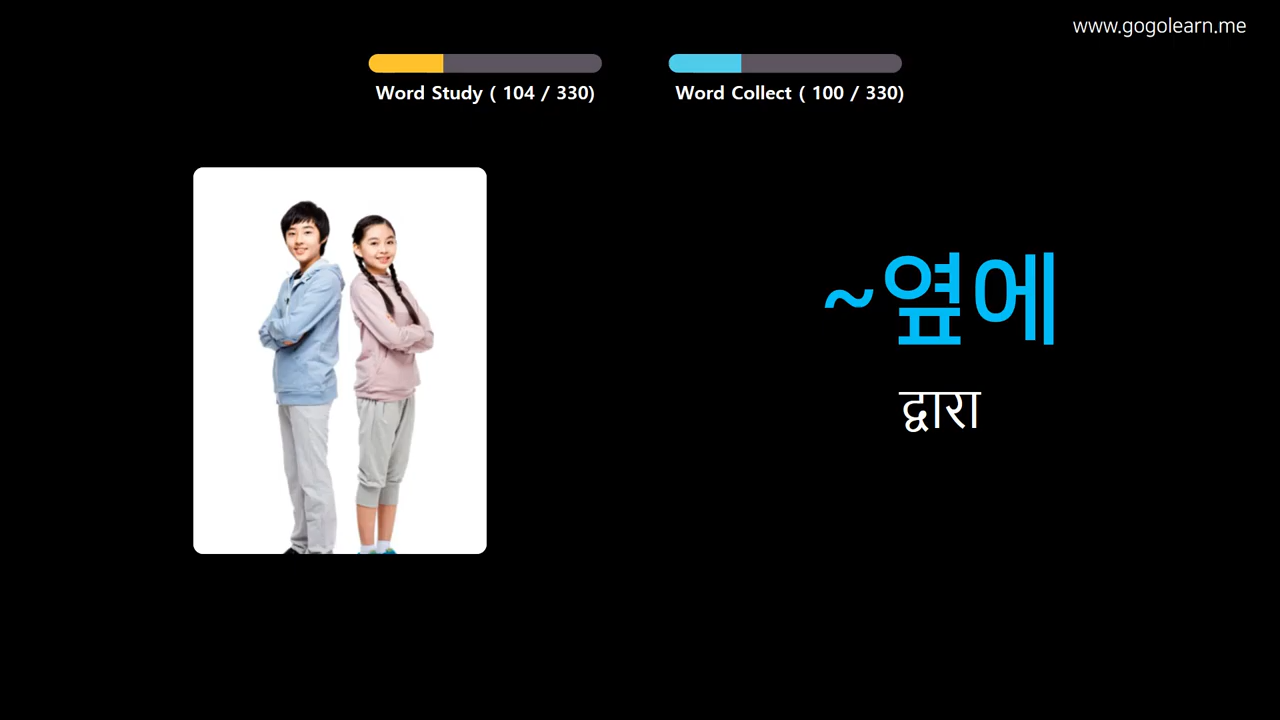 www.gogolearn.me
Word Study ( 104 / 330)
Word Collect ( 100 / 330)
~옆에
द्वारा